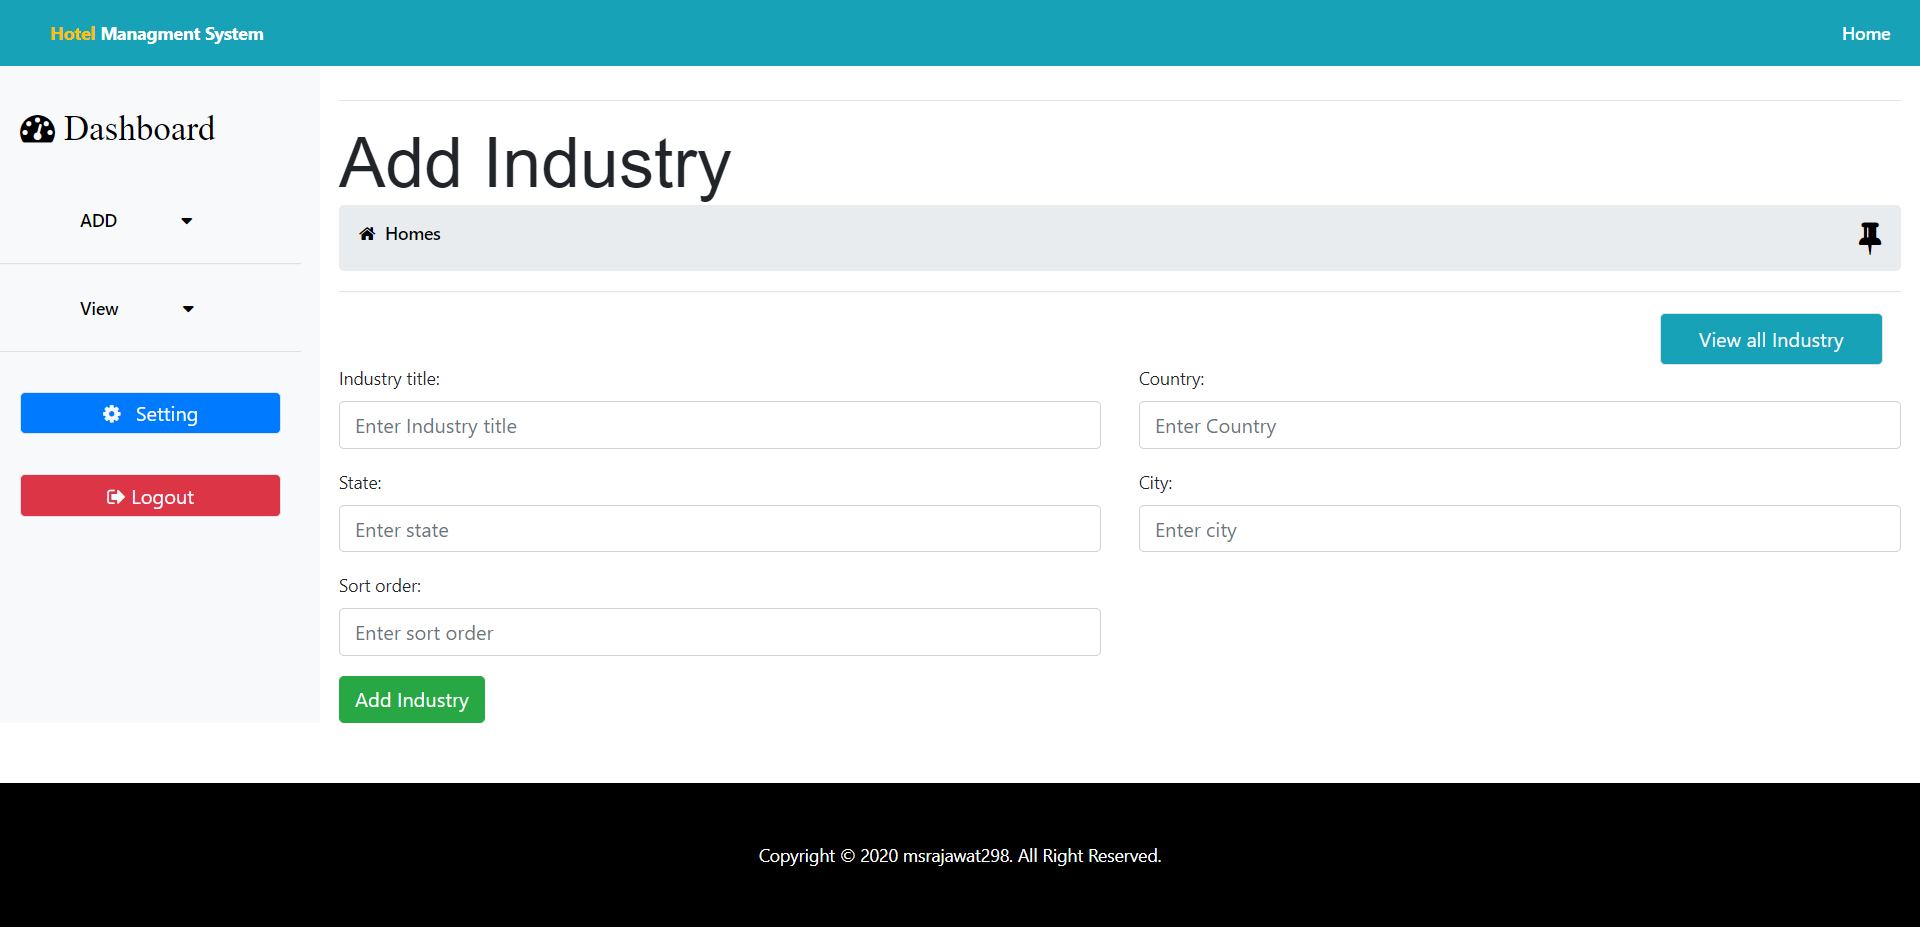 Hotel Managment System
Home
Dashboard
ADD
View
Setting
Logout
Add Industry
Homes
View all Industry
Industry title:
Enter Industry title
Country:
Enter Country
State:
Enter state
City:
Enter city
Sort order:
Enter sort order
Add Industry
Copyright © 2020 msrajawat298. All Right Reserved.